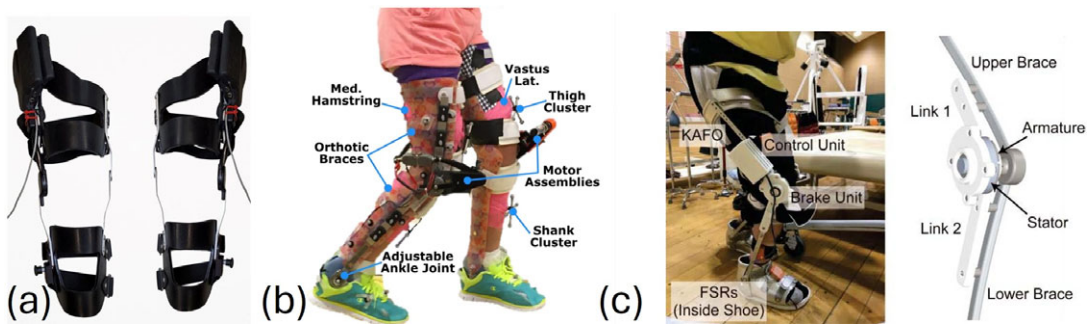 (a)
Med.
Hamstring
Orthotic
Braces
Adjustable
Ankle Joint
Vastus
Lat.
Thigh
Cluster
Motor
Assemblies
Shank
Cluster
(b)
KAFO
Control Unit
Brake Unit
FSRs
(Inside Shoe)
(c)
Upper Brace
Link 1
Armature
Stator
Link 2
Lower Brace